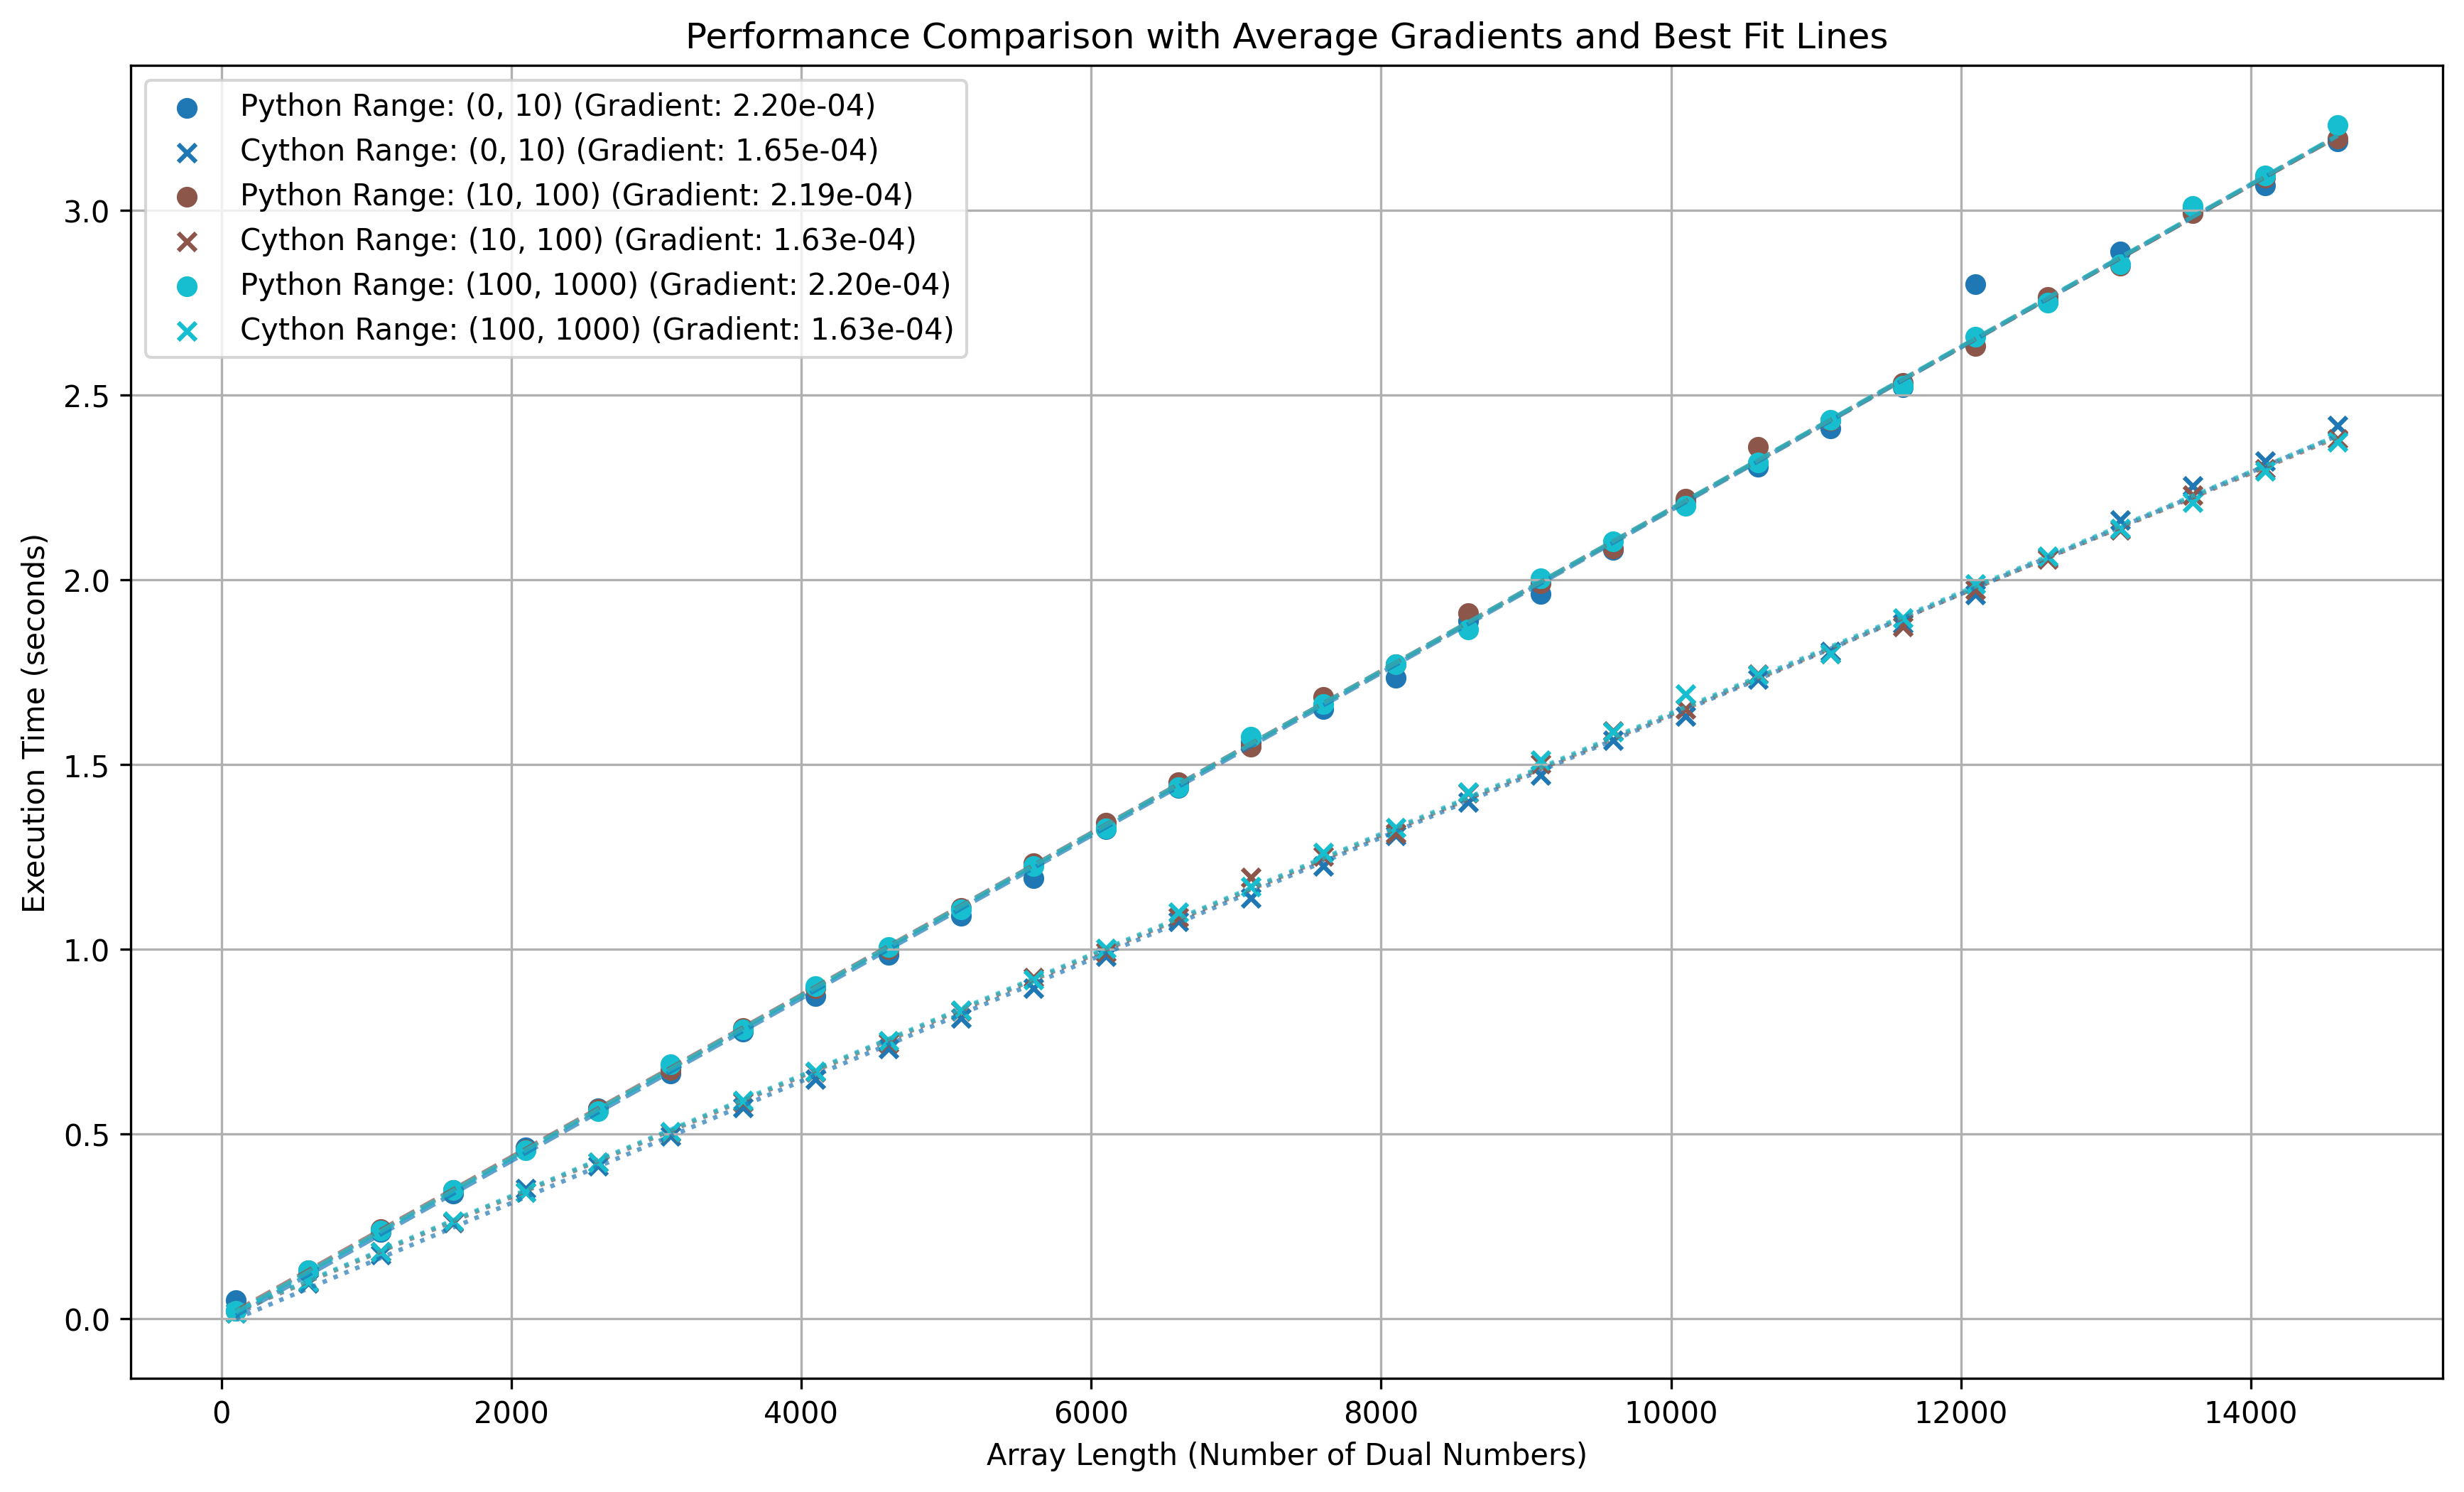 Performance Comparison with Average Gradients and Best Fit Lines
Python Range: (0, 10) (Gradient: 2.20e-04)
Cython Range: (0, 10) (Gradient: 1.65e-04)
Python Range: (10, 100) (Gradient: 2.19e-04)
Cython Range: (10, 100) (Gradient: 1.63e-04)
Python Range: (100, 1000) (Gradient: 2.20e-04)
Cython Range: (100, 1000) (Gradient: 1.63e-04)
Execution Time (seconds)
3.0
2.5
2.0
1.5
1.0
0.5
0.0
0 2000 4000 6000 8000 10000 12000 14000
Array Length (Number of Dual Numbers)